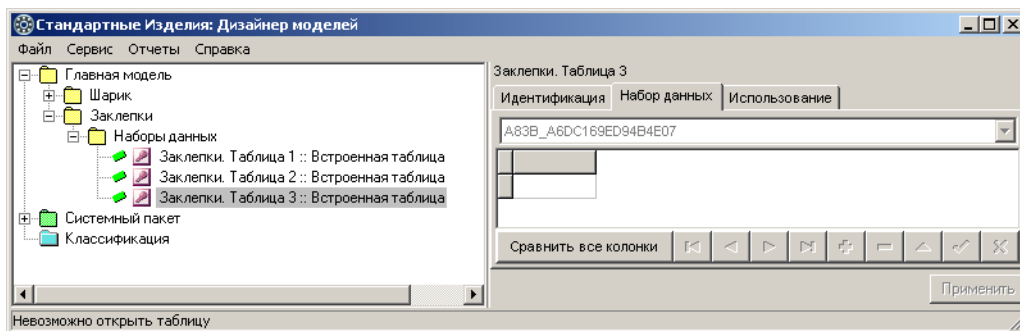 Стандартные Изделия: Дизайнер моделей
Файл Сервис Отчеты Справка
Главная модель
Шарик
Заклепки
Наборы данных
Заклепки. Таблица 1 :: Встроенная таблица
Заклепки. Таблица 2 :: Встроенная таблица
Заклепки. Таблица 3 :: Встроенная таблица
Системный пакет
Классификация
Заклепки. Таблица 3
Идентификация Набор данных Использование
A83B_A6DC169ED94B4E07
Сравнить все колонки
Применить
Невозможно открыть таблицу